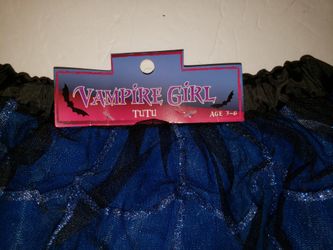 VAMPIRE GIRL
TUTU
AGE 3-6